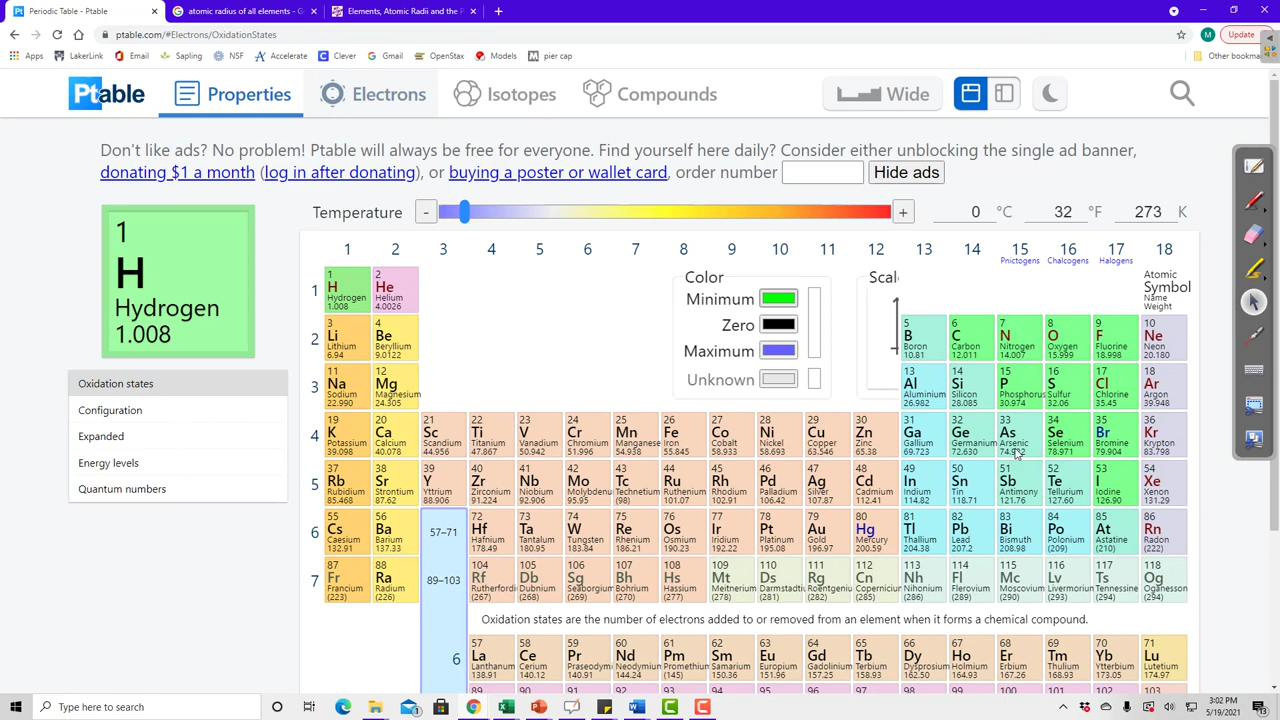 Periodic Table - Ptable
atomic radius of all elements - G
Elements, Atomic Radii and the P
ptable.com/#Electrons/OxidationStates
Update
Apps LakerLink Email Sapling NSF Accelerate Clever Gmail OpenStax Models pier cap Other bookma
Ptable Properties Electrons Isotopes Compounds Wide
Don't like ads? No problem! Ptable will always be free for everyone. Find yourself here daily? Consider either unblocking the single ad banner,
donating $1 a month (log in after donating), or buying a poster or wallet card, order number Hide ads
Temperature - + 0 °C 32 °F 273 K
1
H
Hydrogen
1.008
Oxidation states
Configuration
Expanded
Energy levels
Quantum numbers
1 2 3 4 5 6 7 8 9 10 11 12 13 14 15 16 17 18
Pnictogens Chalcogens Halogens
Color
Minimum
Zero
Maximum
Unknown
Scal
Atomic
Symbol
Name
Weight
1
1 2
H He
Hydrogen Helium
1.008 4.0026
2
3 4 5 6 7 8 9 10
Li Be B C N O F Ne
Lithium Beryllium Boron Carbon Nitrogen Oxygen Fluorine Neon
6.94 9.0122 10.81 12.011 14.007 15.999 18.998 20.180
3
11 12 13 14 15 16 17 18
Na Mg Al Si P S Cl Ar
Sodium Magnesium Aluminium Silicon Phosphorus Sulfur Chlorine Argon
22.990 24.305 26.982 28.085 30.974 32.06 35.45 39.948
4
19 20 21 22 23 24 25 26 27 28 29 30 31 32 33 34 35 36
K Ca Sc Ti V Cr Mn Fe Co Ni Cu Zn Ga Ge As Se Br Kr
Potassium Calcium Scandium Titanium Vanadium Chromium Manganese Iron Cobalt Nickel Copper Zinc Gallium Germanium Arsenic Selenium Bromine Krypton
39.098 40.078 44.956 47.867 50.942 51.996 54.938 55.845 58.933 58.693 63.546 65.38 69.723 72.630 78.971 79.904 83.798
5
37 38 39 40 41 42 43 44 45 46 47 48 49 50 51 52 53 54
Rb Sr Y Zr Nb Mo Tc Ru Rh Pd Ag Cd In Sn Sb Te I Xe
Rubidium Strontium Yttrium Zirconium Niobium Molybdenu Technetium Ruthenium Rhodium Palladium Silver Cadmium Indium Tin Antimony Tellurium Iodine Xenon
85.468 87.62 88.906 91.224 92.906 95.95 (98) 101.07 102.91 106.42 107.87 112.41 114.82 118.71 121.76 127.60 126.90 131.29
6
55 56 57–71 72 73 74 75 76 77 78 79 80 81 82 83 84 85 86
Cs Ba Hf Ta W Re Os Ir Pt Au Hg Tl Pb Bi Po At Rn
Caesium Barium Hafnium Tantalum Tungsten Rhenium Osmium Iridium Platinum Gold Mercury Thallium Lead Bismuth Polonium Astatine Radon
132.91 137.33 178.49 180.95 183.84 186.21 190.23 192.22 195.08 196.97 200.59 204.38 207.2 208.98 (209) (210) (222)
7
87 88 89–103 104 105 106 107 108 109 110 111 112 113 114 115 116 117 118
Fr Ra Rf Db Sg Bh Hs Mt Ds Rg Cn Nh Fl Mc Lv Ts Og
Francium Radium Rutherfordi Dubnium Seaborgium Bohrium Hassium Meitnerium Darmstadti Roentgeniu Coperniciu Nihonium Flerovium Moscovium Livermoriu Tennessine Oganesson
(223) (226) (267) (268) (269) (270) (277) (278) (281) (282) (285) (286) (289) (290) (293) (294) (294)
Oxidation states are the number of electrons added to or removed from an element when it forms a chemical compound.
6
57 58 59 60 61 62 63 64 65 66 67 68 69 70 71
La Ce Pr Nd Pm Sm Eu Gd Tb Dy Ho Er Tm Yb Lu
Lanthanum Cerium Praseodymi Neodymium Promethium Samarium Europium Gadolinium Terbium Dysprosium Holmium Erbium Thulium Ytterbium Lutetium
138.91 140.12 140.91 144.24 (145) 150.36 151.96 157.25 158.93 162.50 164.93 167.26 168.93 173.05 174.97
89 90 91 92 93 94 95 96 97 98 99 100 101 102 103
Type here to search
3:02 PM
5/19/2021